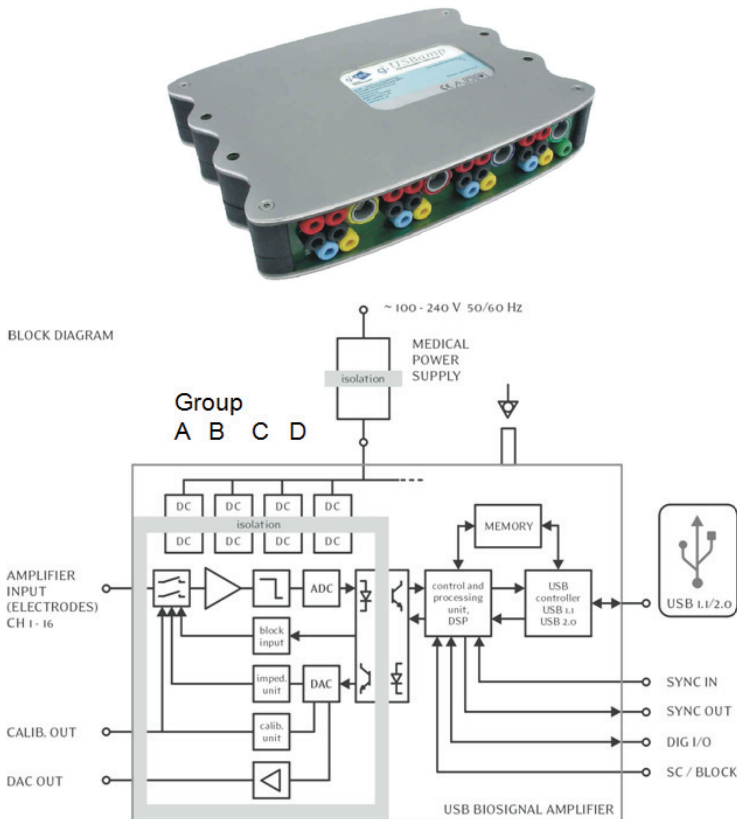 g.USBamp
~ 100 - 240 V 50/60 Hz
BLOCK DIAGRAM
MEDICAL
POWER
SUPPLY
isolation
Group
A B C D
DC DC DC DC
isolation
DC DC DC DC
MEMORY
AMPLIFIER
INPUT
(ELECTRODES)
CH 1 - 16
ADC
control and
processing
unit,
DSP
USB
controller
USB 1.1
USB 2.0
USB 1.1/2.0
block
input
imped.
unit
DAC
SYNC IN
SYNC OUT
CALIB. OUT
calib.
unit
DIG I/O
DAC OUT
SC / BLOCK
USB BIOSIGNAL AMPLIFIER